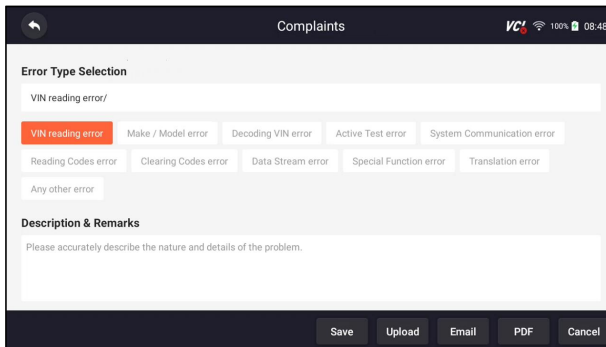 Complaints VCI 100% 08:48
Error Type Selection
VIN reading error/
VIN reading error Make / Model error Decoding VIN error Active Test error System Communication error
Reading Codes error Clearing Codes error Data Stream error Special Function error Translation error
Any other error
Description & Remarks
Please accurately describe the nature and details of the problem.
Save Upload Email PDF Cancel